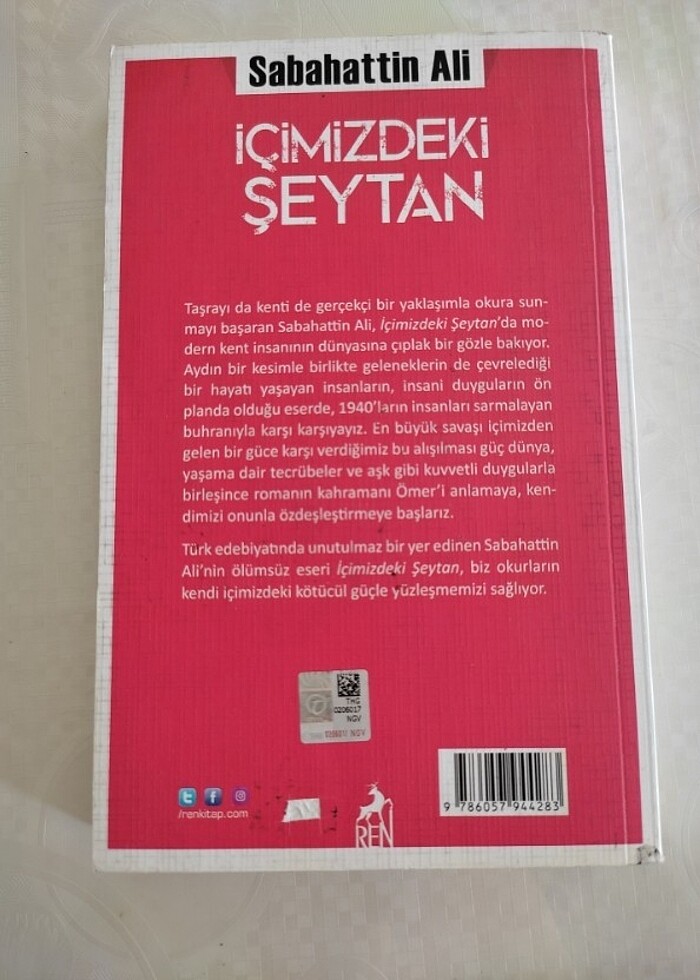 Sabahattin Ali
İÇİMİZDEKİ
ŞEYTAN
Taşrayı da kenti de gerçekçi bir yaklaşımla okura sun-
mayı başaran Sabahattin Ali, İçimizdeki Şeytan'da mo-
dern kent insanının dünyasına çıplak bir gözle bakıyor.
Aydın bir kesimle birlikte geleneklerin de çevrelediği
bir hayatı yaşayan insanların, insani duyguların ön
planda olduğu eserde, 1940'ların insanları sarmalayan
buhranıyla karşı karşıyayız. En büyük savaşı içimizden
gelen bir güce karşı verdiğimiz bu alışılması güç dünya,
yaşama dair tecrübeler ve aşk gibi kuvvetli duygularla
birleşince romanın kahramanı Ömer'i anlamaya, ken-
dimizi onunla özdeşleştirmeye başlarız.
Türk edebiyatında unutulmaz bir yer edinen Sabahattin
Ali'nin ölümsüz eseri İçimizdeki Şeytan, biz okurların
kendi içimizdeki kötücül güçle yüzleşmemizi sağlıyor.
THG
0206017
NGV
/renkitap.com
REN
9 786057 944283